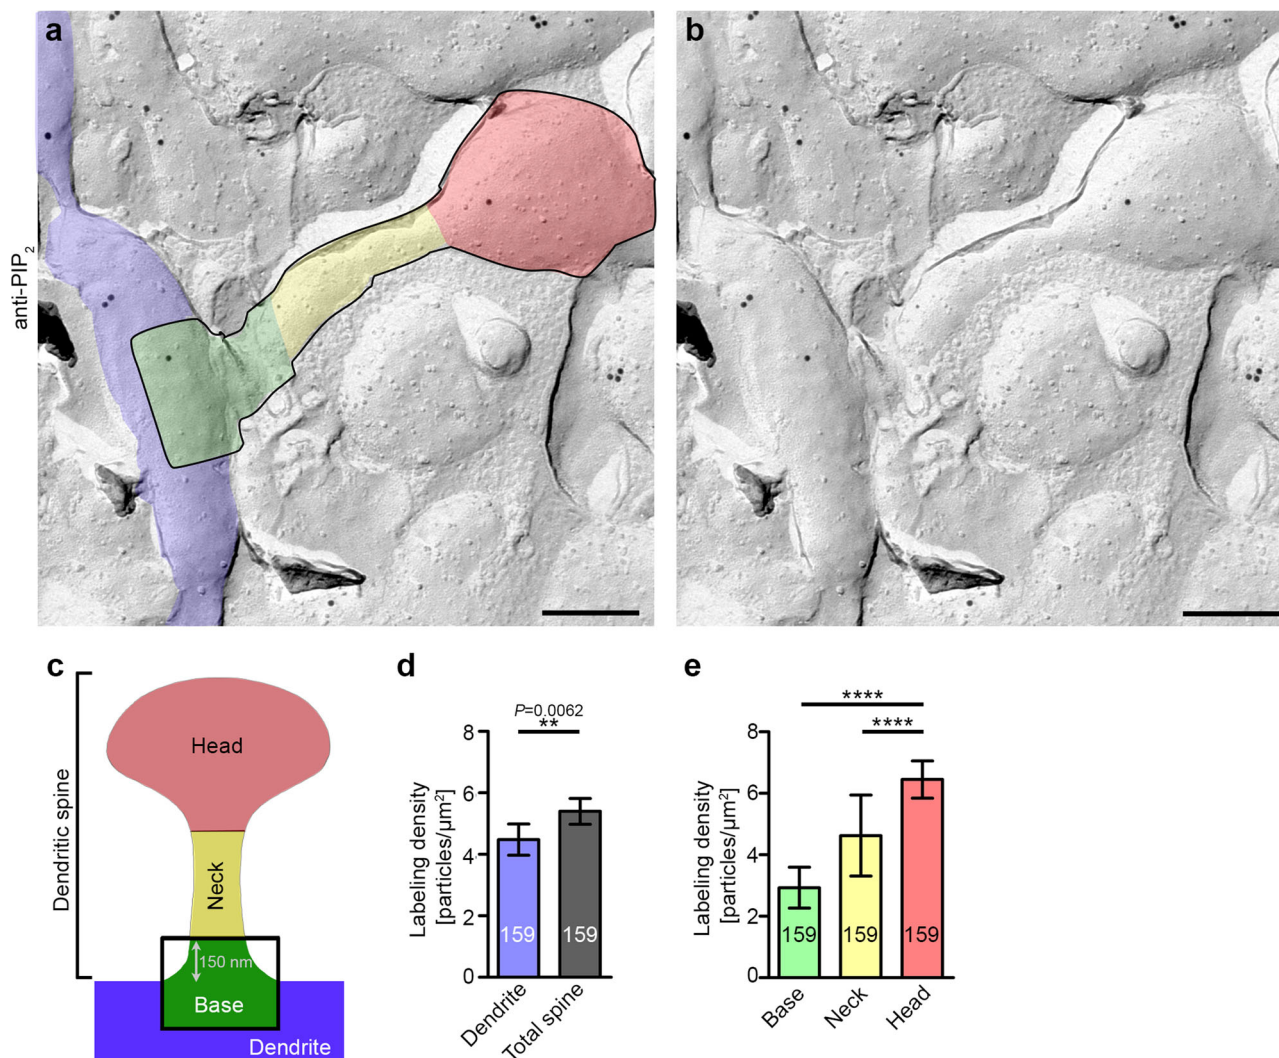 a
b
anti-PIP₂
c
Dendritic spine
Head
Neck
150 nm
Base
Dendrite
d
P=0.0062
**
Labeling density
[particles/µm²]
8
6
4
2
0
159
159
Dendrite
Total spine
e
****
****
Labeling density
[particles/µm²]
8
6
4
2
0
159
159
159
Base
Neck
Head